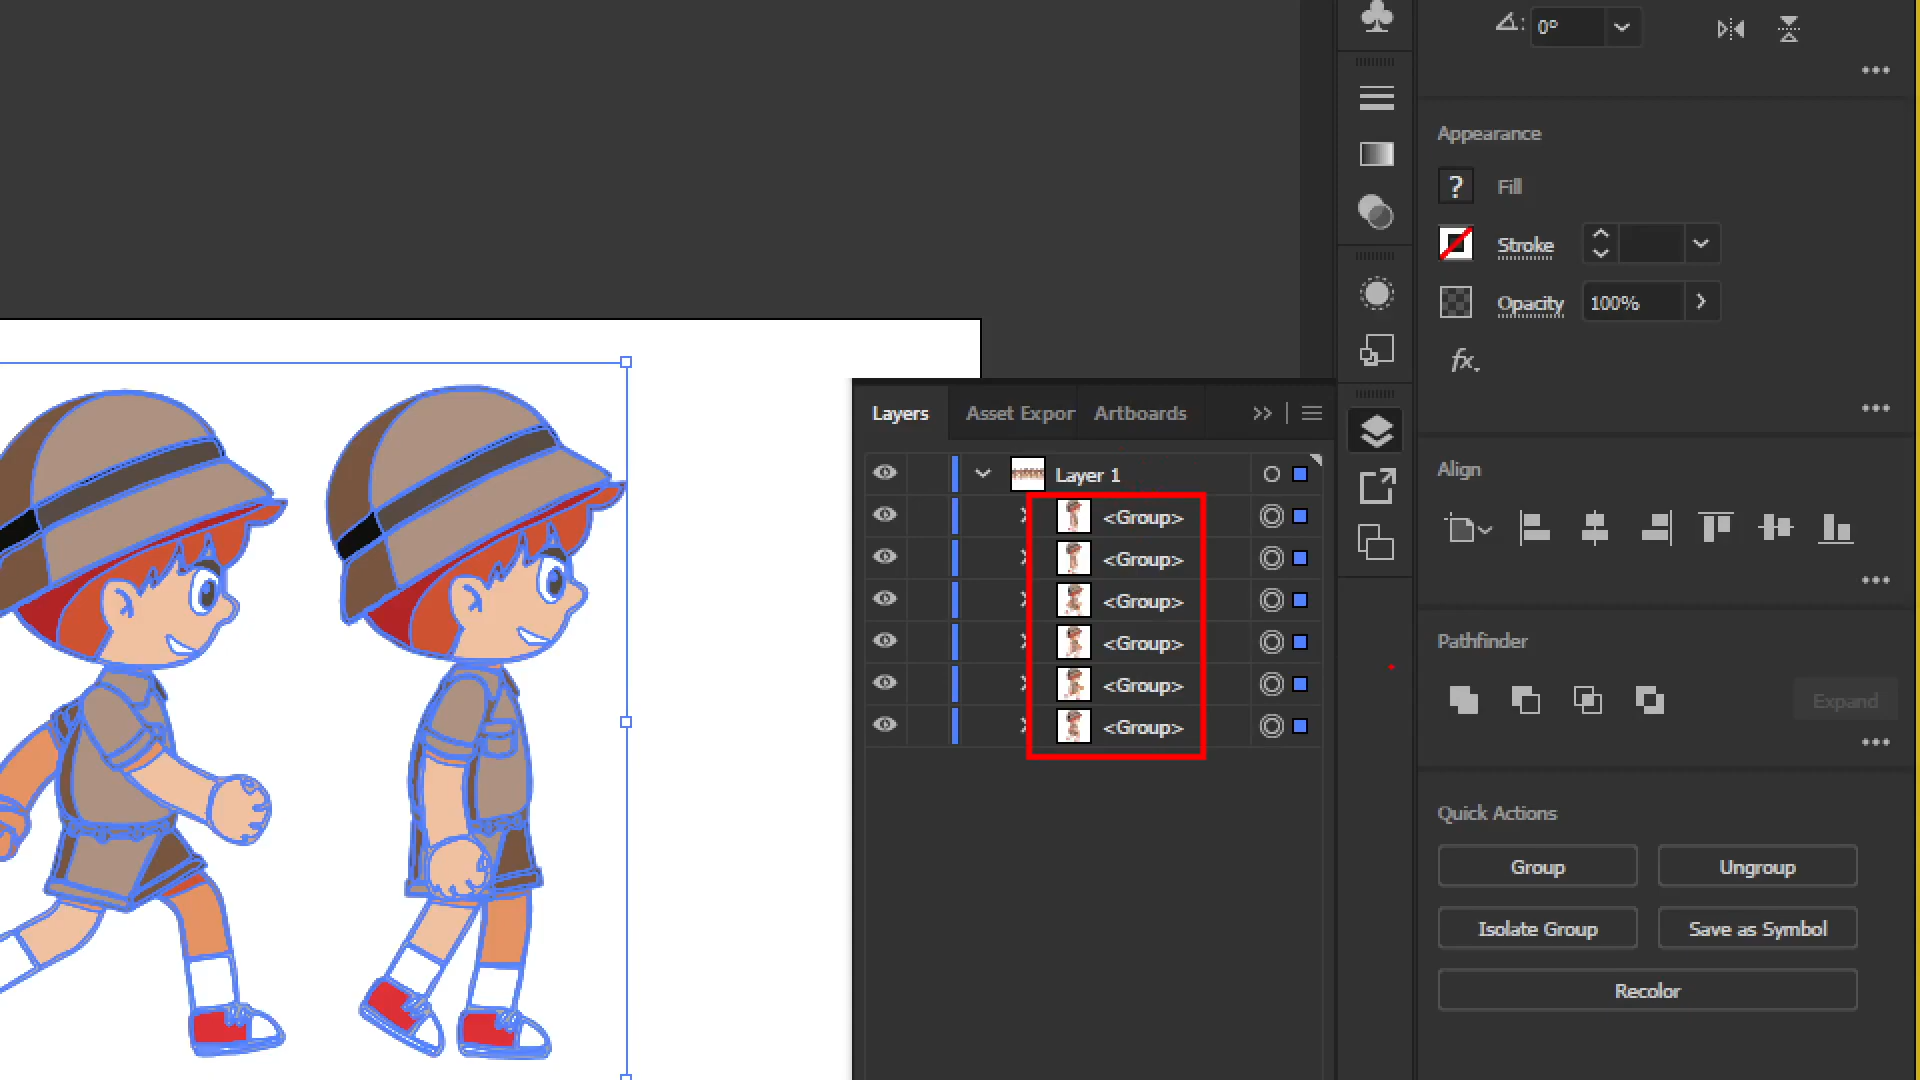 0°
Appearance
? Fill
Stroke
Opacity 100%
fx.
Layers Asset Expor Artboards
Layer 1
<Group>
<Group>
<Group>
<Group>
<Group>
<Group>
Align
Pathfinder
Expand
Quick Actions
Group Ungroup
Isolate Group Save as Symbol
Recolor